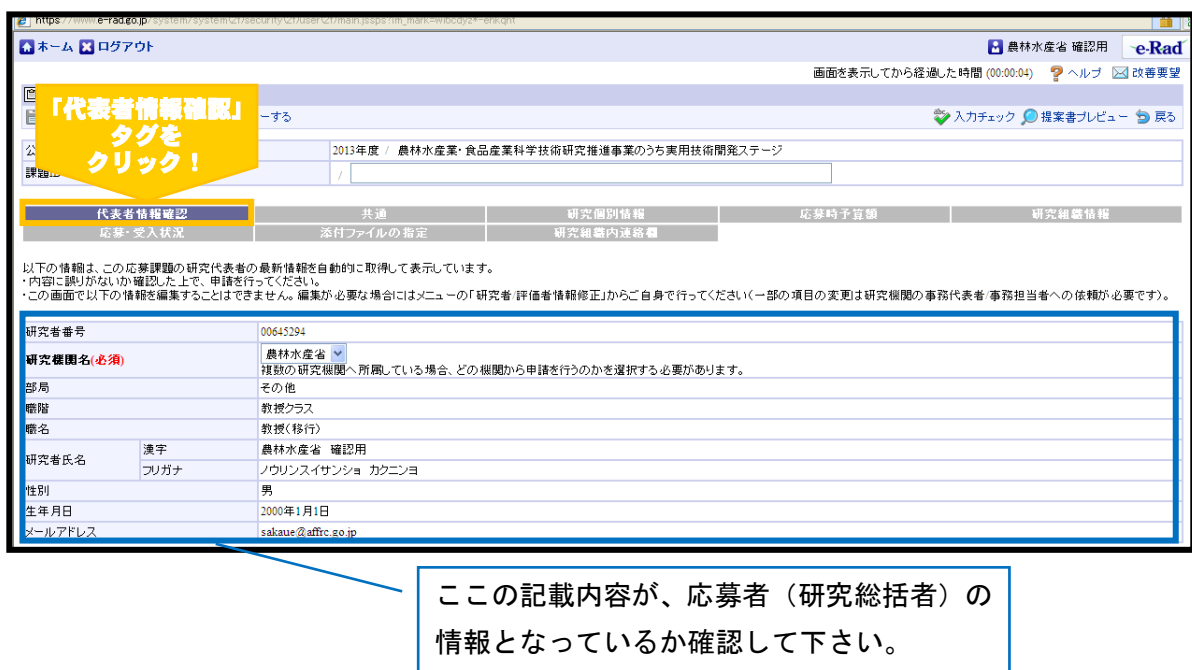 https://www.e-rad.go.jp/system/system
ホーム ログアウト
農林水産省 確認用 e-Rad
画面を表示してから経過した時間 (00:00:04) ヘルプ 改善要望
「代表者情報確認」
タグを
クリック！
ーする
入力チェック 提案書プレビュー 戻る
公
2013年度 / 農林水産業・食品産業科学技術研究推進事業のうち実用技術開発ステージ
課題
/
代表者情報確認 共通 研究個別情報 応募時予算額 研究組織情報
応募・受入状況 添付ファイルの指定 研究組織内連絡欄
以下の情報は、この応募課題の研究代表者の最新情報を自動的に取得して表示しています。
・内容に誤りがないか確認した上で、申請を行ってください。
・この画面で以下の情報を編集することはできません。編集が必要な場合にはメニューの「研究者/評価者情報修正」からご自身で行ってください（一部の項目の変更は研究機関の事務代表者/事務担当者への依頼が必要です）。
研究者番号 00645294
研究機関名(必須) 農林水産省
複数の研究機関へ所属している場合、どの機関から申請を行うのかを選択する必要があります。
部局 その他
職階 教授クラス
職名 教授（移行）
研究者氏名 漢字 農林水産省 確認用
フリガナ ノウリンスイサンショ カクニンヨ
性別 男
生年月日 2000年1月1日
メールアドレス sakaue@affrc.go.jp
ここの記載内容が、応募者（研究総括者）の
情報となっているか確認して下さい。